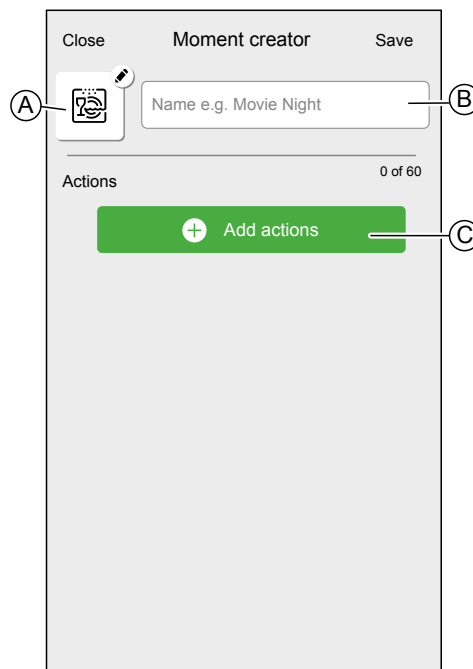 Close Moment creator Save
A
Name e.g. Movie Night
B
Actions 0 of 60
Add actions
C